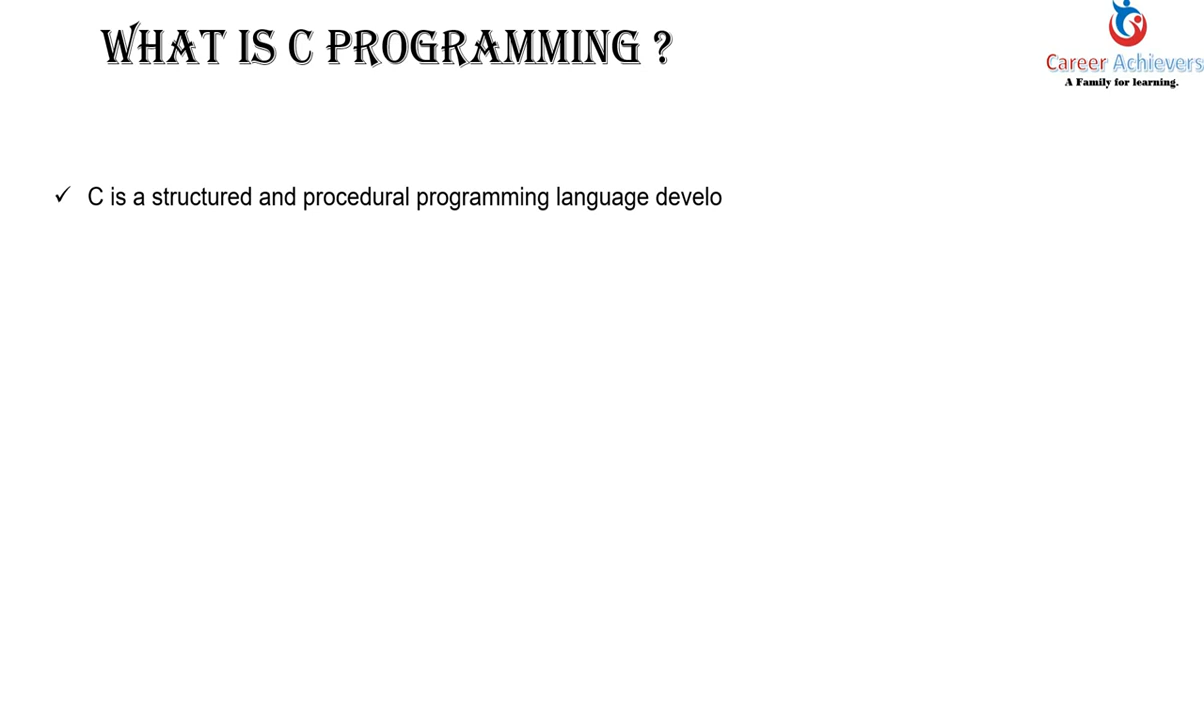 WHAT IS C PROGRAMMING ?
Career Achievers
A Family for learning.
✓ C is a structured and procedural programming language develo